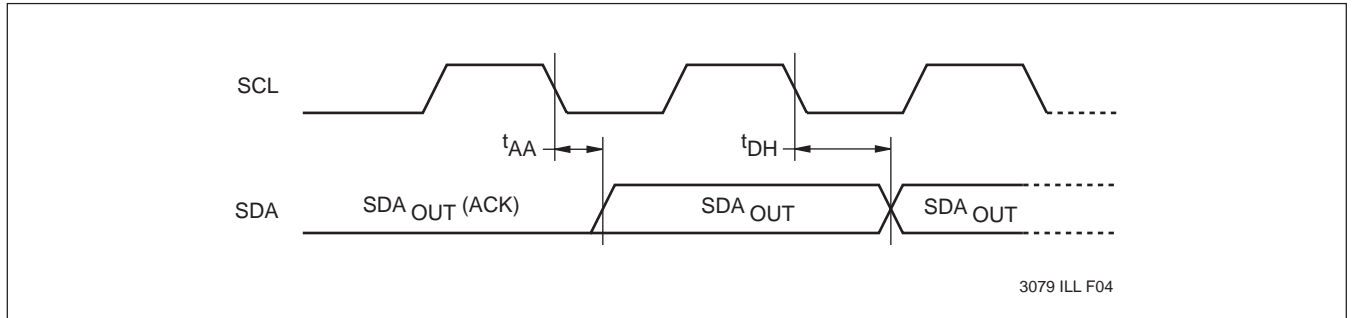 SCL
tAA
tDH
SDA
SDA OUT (ACK)
SDA OUT
SDA OUT
3079 ILL F04